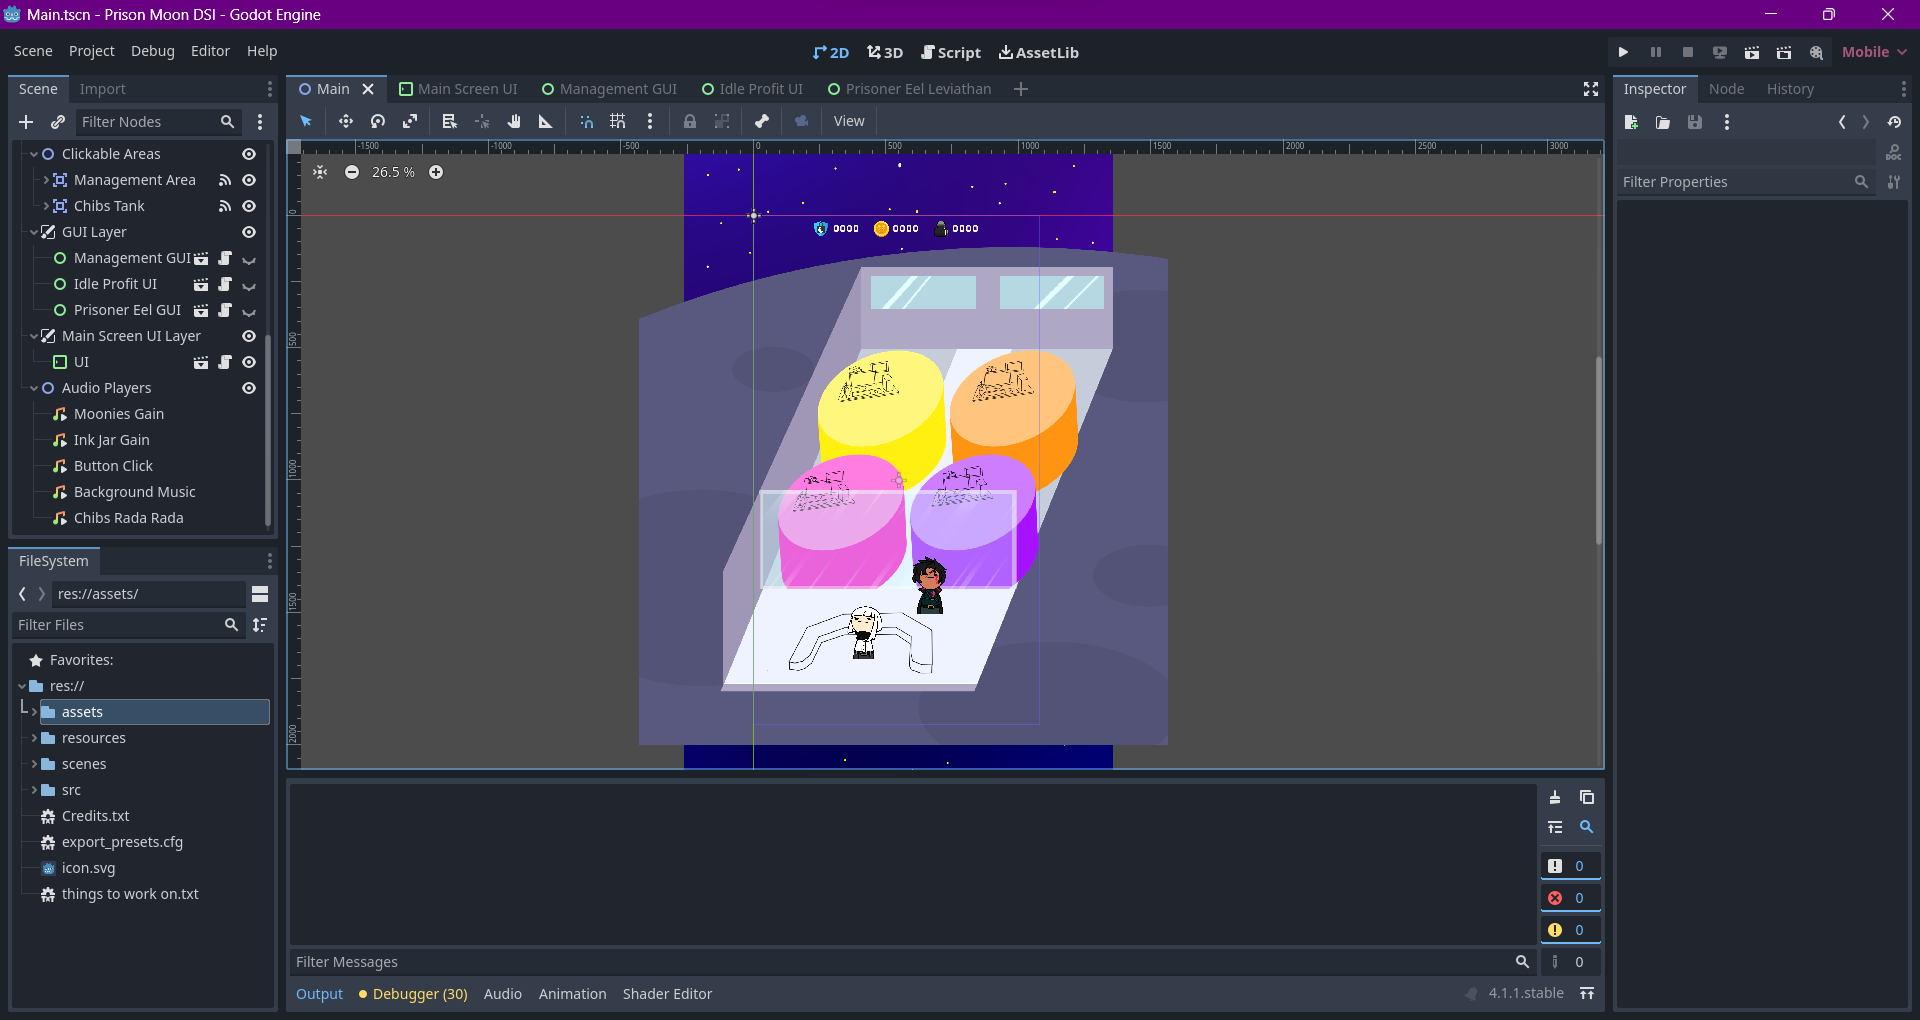 Main.tscn - Prison Moon DSI - Godot Engine
Scene Project Debug Editor Help
2D 3D Script AssetLib
Mobile
Scene Import
Filter Nodes
Clickable Areas
Management Area
Chibs Tank
GUI Layer
Management GUI
Idle Profit UI
Prisoner Eel GUI
Main Screen UI Layer
UI
Audio Players
Moonies Gain
Ink Jar Gain
Button Click
Background Music
Chibs Rada Rada
FileSystem
res://assets/
Filter Files
Favorites:
res://
assets
resources
scenes
src
Credits.txt
export_presets.cfg
icon.svg
things to work on.txt
Main Main Screen UI Management GUI Idle Profit UI Prisoner Eel Leviathan
View
-1500 -1000 -500 0 500 1000 1500 2000 2500 3000
26.5 %
0
500
1000
1500
2000
0000 0000 0000
0
0
0
0
Filter Messages
Output Debugger (30) Audio Animation Shader Editor
4.1.1.stable
Inspector Node History
DOC
Filter Properties